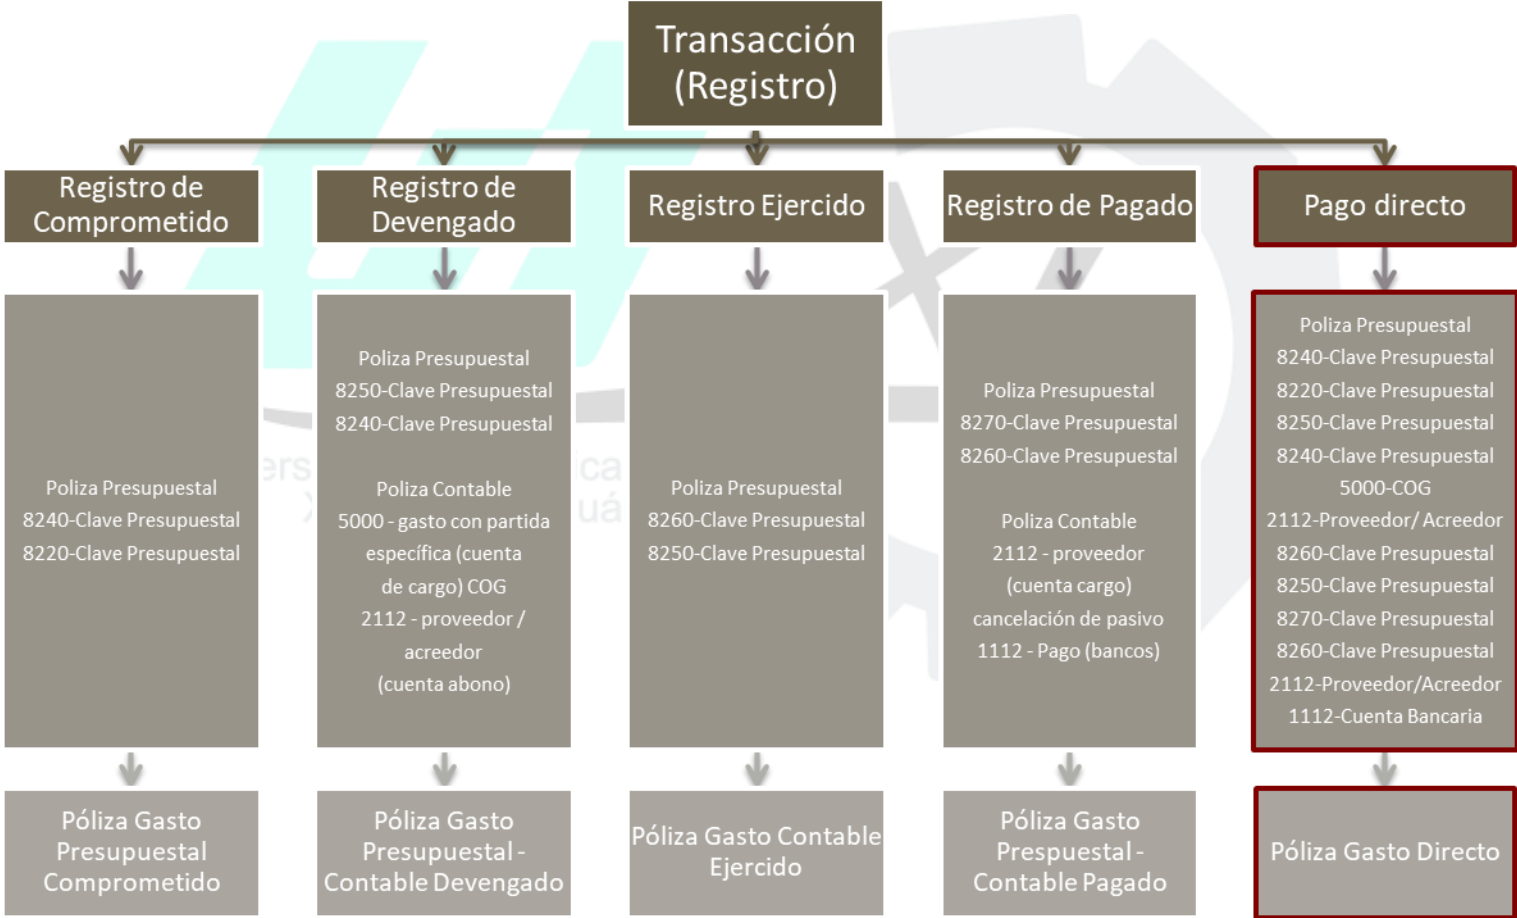 Transacción
(Registro)
Registro de
Comprometido
Registro de
Devengado
Registro Ejercido
Registro de Pagado
Pago directo
Poliza Presupuestal
8240-Clave Presupuestal
8220-Clave Presupuestal
Poliza Presupuestal
8250-Clave Presupuestal
8240-Clave Presupuestal
Poliza Contable
5000 - gasto con partida
específica (cuenta
de cargo) COG
2112 - proveedor /
acreedor
(cuenta abono)
Poliza Presupuestal
8260-Clave Presupuestal
8250-Clave Presupuestal
Poliza Presupuestal
8270-Clave Presupuestal
8260-Clave Presupuestal
Poliza Contable
2112 - proveedor
(cuenta cargo)
cancelación de pasivo
1112 - Pago (bancos)
Poliza Presupuestal
8240-Clave Presupuestal
8220-Clave Presupuestal
8250-Clave Presupuestal
8240-Clave Presupuestal
5000-COG
2112-Proveedor/ Acreedor
8260-Clave Presupuestal
8250-Clave Presupuestal
8270-Clave Presupuestal
8260-Clave Presupuestal
2112-Proveedor/Acreedor
1112-Cuenta Bancaria
Póliza Gasto
Presupuestal
Comprometido
Póliza Gasto
Presupuestal -
Contable Devengado
Póliza Gasto Contable
Ejercido
Póliza Gasto
Prespuestal -
Contable Pagado
Póliza Gasto Directo